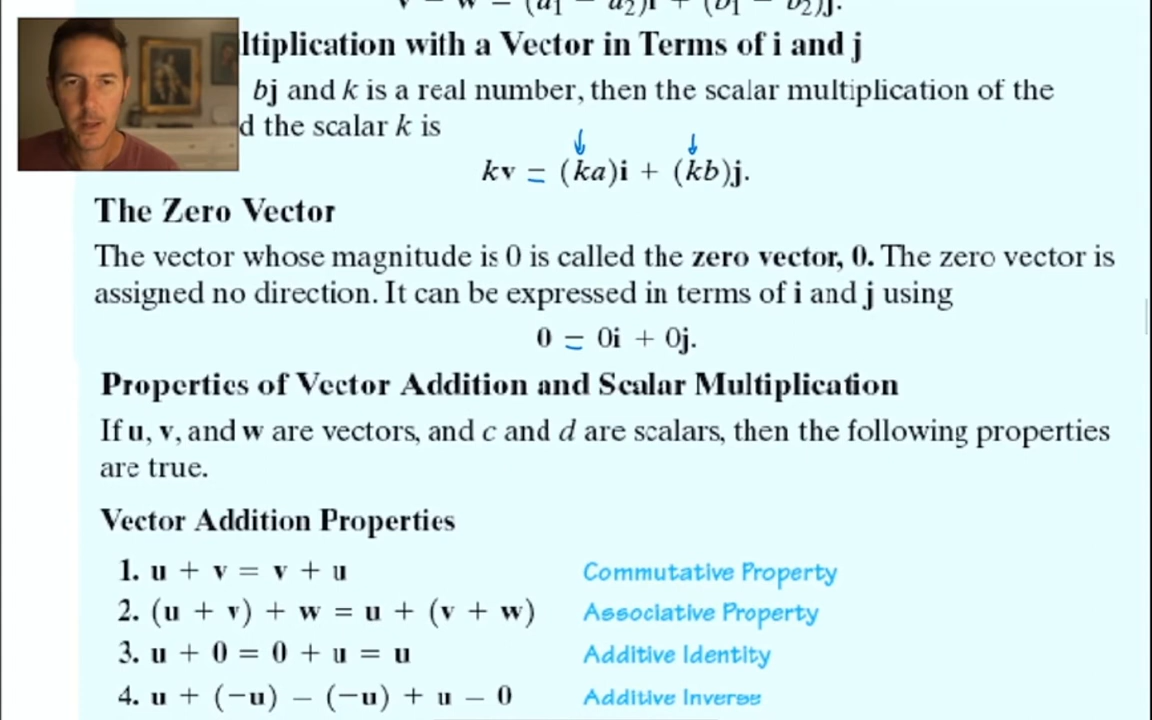 v − w = (a₁ − a₂)i + (b₁ − b₂)j.
ltiplication with a Vector in Terms of i and j
bj and k is a real number, then the scalar multiplication of the
d the scalar k is
kv = (ka)i + (kb)j.
The Zero Vector
The vector whose magnitude is 0 is called the zero vector, 0. The zero vector is
assigned no direction. It can be expressed in terms of i and j using
0 = 0i + 0j.
Properties of Vector Addition and Scalar Multiplication
If u, v, and w are vectors, and c and d are scalars, then the following properties
are true.
Vector Addition Properties
1. u + v = v + u Commutative Property
2. (u + v) + w = u + (v + w) Associative Property
3. u + 0 = 0 + u = u Additive Identity
4. u + (−u) = (−u) + u = 0 Additive Inverse